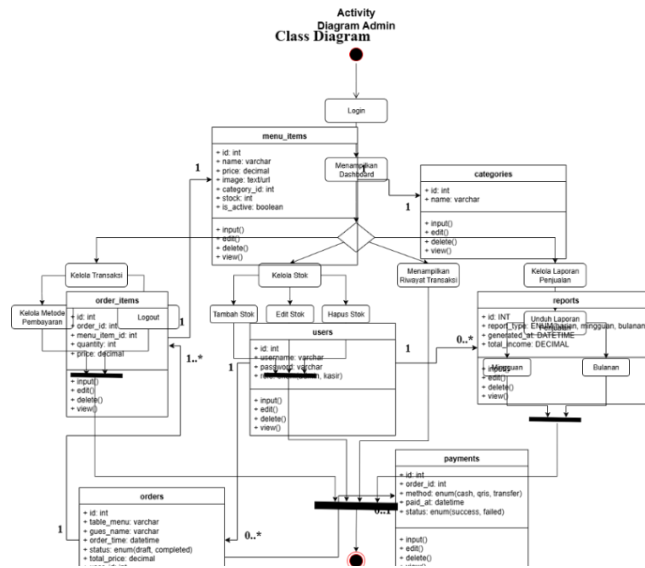 Activity
Diagram Admin
Class Diagram
Login
menu_items
+ id: int
+ name: varchar
+ price: decimal
+ image: text/url
+ category_id: int
+ stock: int
+ is_active: boolean
+ input()
+ edit()
+ delete()
+ view()
1
Menampilkan
Dashboard
1
categories
+ id: int
+ name: varchar
+ input()
+ edit()
+ delete()
+ view()
1
Kelola Transaksi
Kelola Stok
Menampilkan
Riwayat Transaksi
Kelola Laporan
Penjualan
Kelola Metode
Pembayaran
Logout
order_items
+ id: int
+ order_id: int
+ menu_item_id: int
+ quantity: int
+ price: decimal
+ input()
+ edit()
+ delete()
+ view()
1..*
Tambah Stok
Edit Stok
Hapus Stok
users
+ id: int
+ username: varchar
+ password: varchar
+ input()
+ edit()
+ delete()
+ view()
1
1
0..*
reports
+ id: INT
Unduh Laporan
Penjualan
+ generated_at: DATETIME
+ total_income: DECIMAL
Mingguan
Bulanan
+ input()
+ edit()
+ delete()
+ view()
orders
+ id: int
+ table_menu: varchar
+ gues_name: varchar
+ order_time: datetime
+ status: enum(draft, completed)
+ total_price: decimal
1
0..*
0..1
payments
+ id: int
+ order_id: int
+ method: enum(cash, qris, transfer)
+ paid_at: datetime
+ status: enum(success, failed)
+ input()
+ edit()
+ delete()